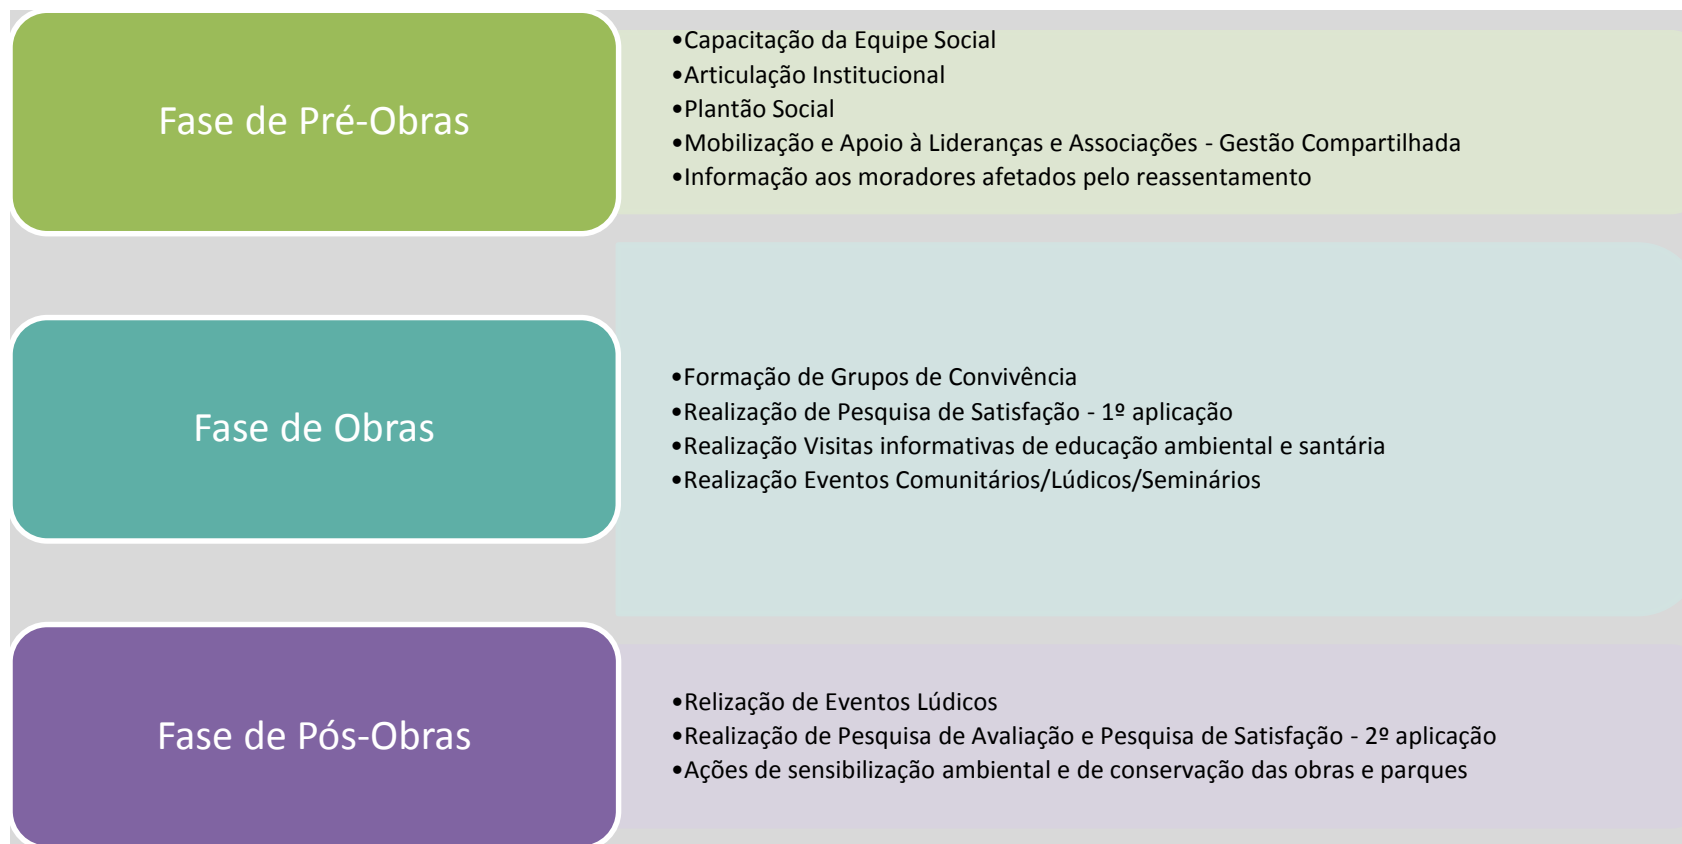 Fase de Pré-Obras
•Capacitação da Equipe Social
•Articulação Institucional
•Plantão Social
•Mobilização e Apoio à Lideranças e Associações - Gestão Compartilhada
•Informação aos moradores afetados pelo reassentamento
Fase de Obras
•Formação de Grupos de Convivência
•Realização de Pesquisa de Satisfação - 1º aplicação
•Realização Visitas informativas de educação ambiental e santária
•Realização Eventos Comunitários/Lúdicos/Seminários
Fase de Pós-Obras
•Relização de Eventos Lúdicos
•Realização de Pesquisa de Avaliação e Pesquisa de Satisfação - 2º aplicação
•Ações de sensibilização ambiental e de conservação das obras e parques